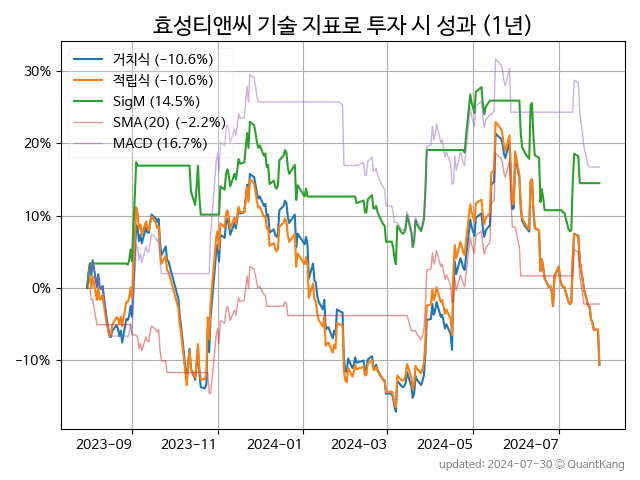 효성티앤씨 기술 지표로 투자 시 성과 (1년)
거치식 (−10.6%)
적립식 (−10.6%)
SigM (14.5%)
SMA(20) (−2.2%)
MACD (16.7%)
30%
20%
10%
0%
−10%
2023-09 2023-11 2024-01 2024-03 2024-05 2024-07
updated: 2024-07-30 © QuantKang